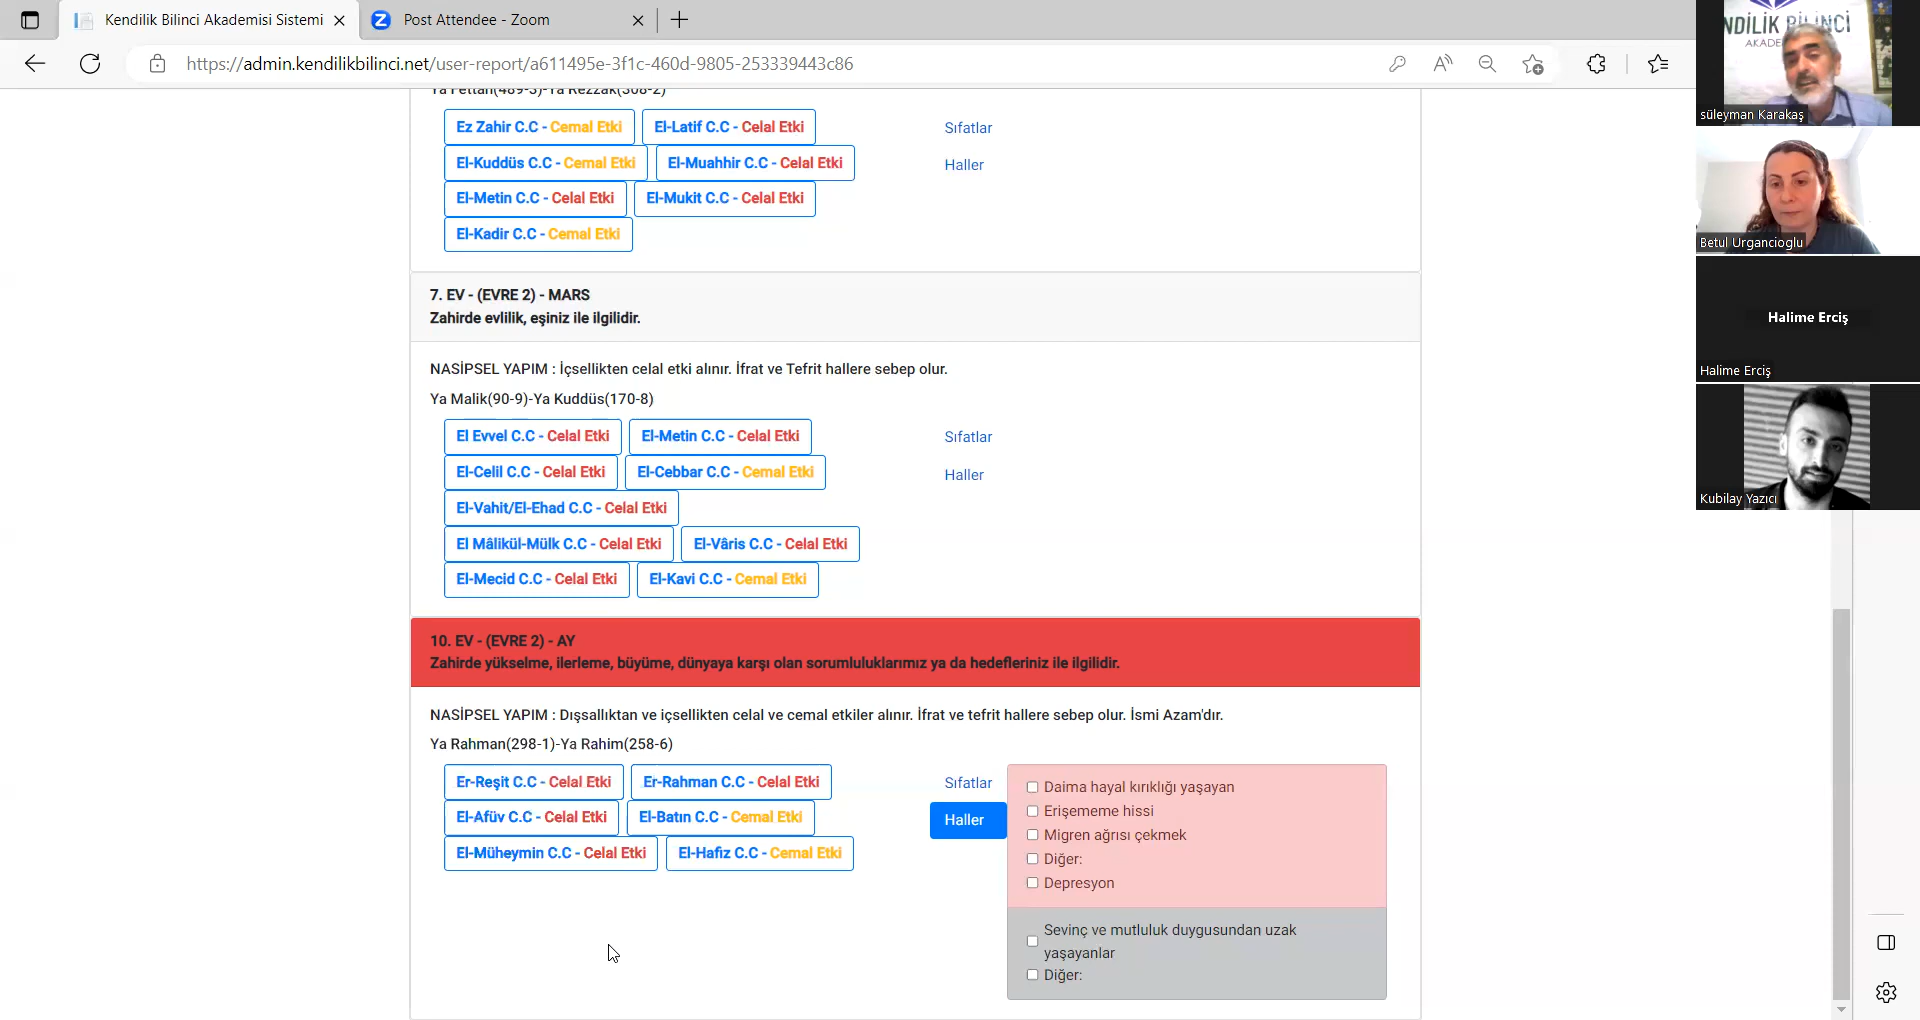 Kendilik Bilinci Akademisi Sistemi
Post Attendee - Zoom
https://admin.kendilikbilinci.net/user-report/a611495e-3f1c-460d-9805-253339443c86
Ya Fettah(489-3)-Ya Rezzak(308-2)
Ez Zahir C.C - Cemal Etki
El-Latif C.C - Celal Etki
Sıfatlar
El-Kuddüs C.C - Cemal Etki
El-Muahhir C.C - Celal Etki
Haller
El-Metin C.C - Celal Etki
El-Mukit C.C - Celal Etki
El-Kadir C.C - Cemal Etki
7. EV - (EVRE 2) - MARS
Zahirde evlilik, eşiniz ile ilgilidir.
NASİPSEL YAPIM : İçsellikten celal etki alınır. İfrat ve Tefrit hallere sebep olur.
Ya Malik(90-9)-Ya Kuddüs(170-8)
El Evvel C.C - Celal Etki
El-Metin C.C - Celal Etki
Sıfatlar
El-Celil C.C - Celal Etki
El-Cebbar C.C - Cemal Etki
Haller
El-Vahit/El-Ehad C.C - Celal Etki
El Mâlikül-Mülk C.C - Celal Etki
El-Vâris C.C - Celal Etki
El-Mecid C.C - Celal Etki
El-Kavi C.C - Cemal Etki
10. EV - (EVRE 2) - AY
Zahirde yükselme, ilerleme, büyüme, dünyaya karşı olan sorumluluklarımız ya da hedefleriniz ile ilgilidir.
NASİPSEL YAPIM : Dışsallıktan ve içsellikten celal ve cemal etkiler alınır. İfrat ve tefrit hallere sebep olur. İsmi Azam'dır.
Ya Rahman(298-1)-Ya Rahim(258-6)
Er-Reşit C.C - Celal Etki
Er-Rahman C.C - Celal Etki
Sıfatlar
El-Afüv C.C - Celal Etki
El-Batın C.C - Cemal Etki
Haller
El-Müheymin C.C - Celal Etki
El-Hafız C.C - Cemal Etki
Daima hayal kırıklığı yaşayan
Erişememe hissi
Migren ağrısı çekmek
Diğer:
Depresyon
Sevinç ve mutluluk duygusundan uzak
yaşayanlar
Diğer:
süleyman Karakaş
Betul Urgancioglu
Halime Erciş
Halime Erciş
Kubilay Yazıcı